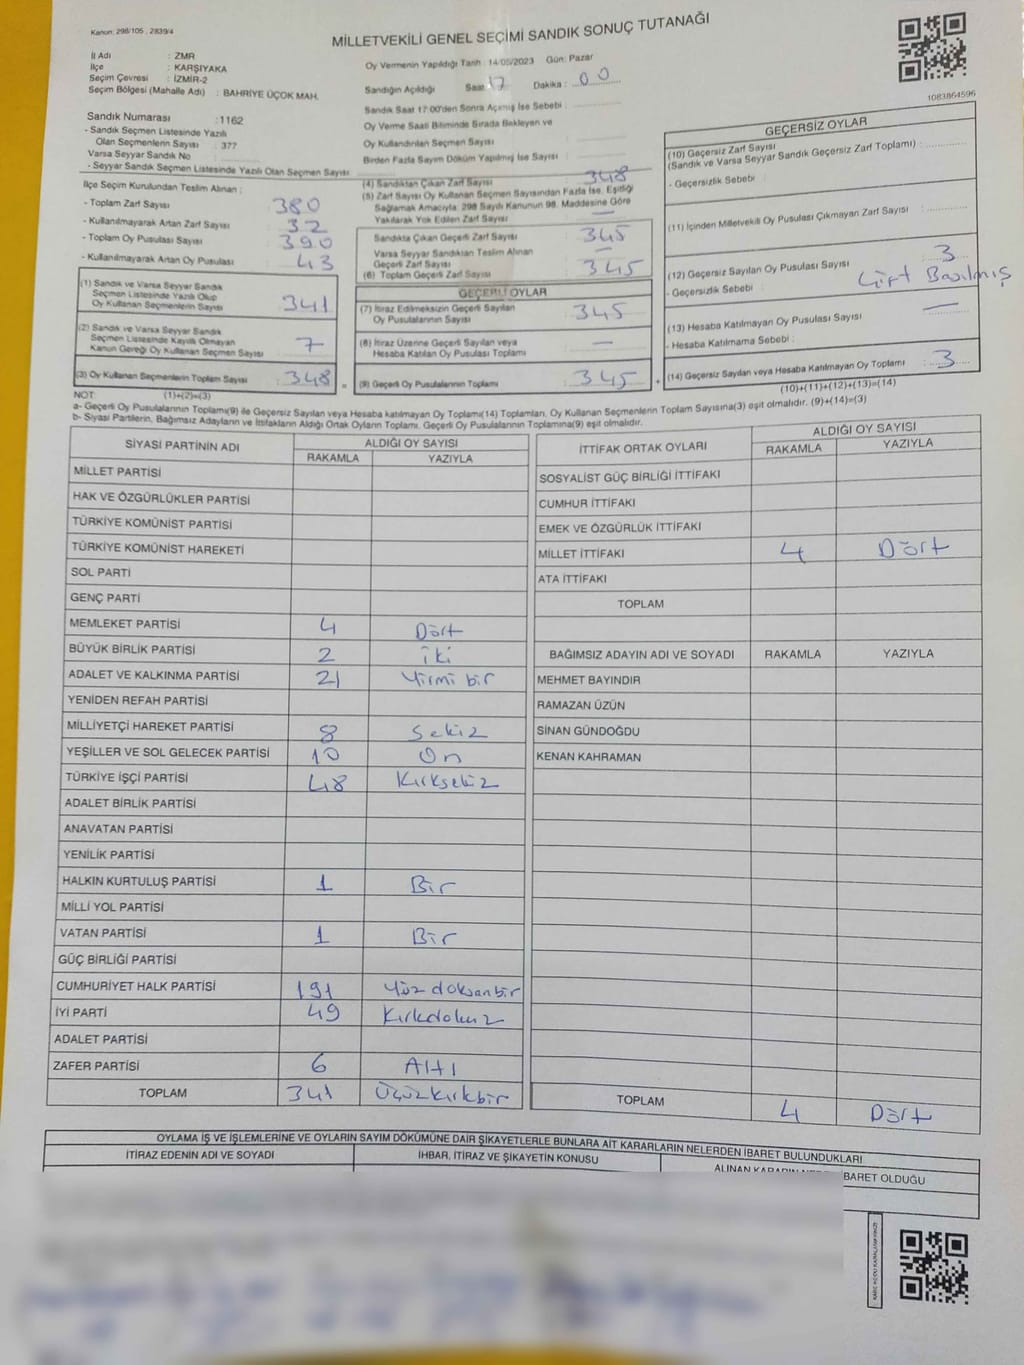 Kanun: 298/105 , 2839/4
MİLLETVEKİLİ GENEL SEÇİMİ SANDIK SONUÇ TUTANAĞI
İl Adı : ZMR
İlçe : KARŞIYAKA
Seçim Çevresi : İZMİR-2
Seçim Bölgesi (Mahalle Adı) : BAHRİYE ÜÇOK MAH.
Oy Vermenin Yapıldığı Tarih : 14/05/2023 Gün: Pazar
Sandığın Açıldığı Saat : 17 Dakika : 00
Sandık Saat 17:00'den Sonra Açılmış İse Sebebi :
Oy Verme Saati Bitiminde Sırada Bekleyen ve
Oy Kullandırılan Seçmen Sayısı :
Birden Fazla Sayım Döküm Yapılmış İse Sayısı :
1083864596
Sandık Numarası : 1162
- Sandık Seçmen Listesinde Yazılı
Olan Seçmenlerin Sayısı : 377
Varsa Seyyar Sandık No
- Seyyar Sandık Seçmen Listesinde Yazılı Olan Seçmen Sayısı
İlçe Seçim Kurulundan Teslim Alınan :
- Toplam Zarf Sayısı : 380
- Kullanılmayarak Artan Zarf Sayısı : 32
- Toplam Oy Pusulası Sayısı : 390
- Kullanılmayarak Artan Oy Pusulası : 43
(1) Sandık ve Varsa Seyyar Sandık
Seçmen Listesinde Yazılı Olup
Oy Kullanan Seçmenlerin Sayısı : 341
(2) Sandık ve Varsa Seyyar Sandık
Seçmen Listesinde Kayıtlı Olmayan
Kanun Gereği Oy Kullanan Seçmen Sayısı : 7
(3) Oy Kullanan Seçmenlerin Toplam Sayısı : 348 =
(4) Sandıktan Çıkan Zarf Sayısı : 348
(5) Zarf Sayısı Oy Kullanan Seçmen Sayısından Fazla İse, Eşitliği
Sağlamak Amacıyla, 298 Sayılı Kanunun 98. Maddesine Göre
Yakılarak Yok Edilen Zarf Sayısı : —
Sandıkta Çıkan Geçerli Zarf Sayısı : 345
Varsa Seyyar Sandıktan Teslim Alınan
Geçerli Zarf Sayısı : —
(6) Toplam Geçerli Zarf Sayısı : 345
GEÇERLİ OYLAR
(7) İtiraz Edilmeksizin Geçerli Sayılan
Oy Pusulalarının Sayısı : 345
(8) İtiraz Üzerine Geçerli Sayılan veya
Hesaba Katılan Oy Pusulası Toplamı : —
(9) Geçerli Oy Pusulalarının Toplamı : 345 +
GEÇERSİZ OYLAR
(10) Geçersiz Zarf Sayısı
(Sandık ve Varsa Seyyar Sandık Geçersiz Zarf Toplamı) :
- Geçersizlik Sebebi :
(11) İçinden Milletvekili Oy Pusulası Çıkmayan Zarf Sayısı :
(12) Geçersiz Sayılan Oy Pusulası Sayısı : 3
- Geçersizlik Sebebi : Çift Basılmış
(13) Hesaba Katılmayan Oy Pusulası Sayısı : —
- Hesaba Katılmama Sebebi :
(14) Geçersiz Sayılan veya Hesaba Katılmayan Oy Toplamı : 3
NOT: (1)+(2)=(3)
(10)+(11)+(12)+(13)=(14)
a- Geçerli Oy Pusulalarının Toplamı(9) ile Geçersiz Sayılan veya Hesaba katılmayan Oy Toplamı(14) Toplamları, Oy Kullanan Seçmenlerin Toplam Sayısına(3) eşit olmalıdır. (9)+(14)=(3)
b- Siyasi Partilerin, Bağımsız Adayların ve İttifakların Aldığı Ortak Oyların Toplamı, Geçerli Oy Pusulalarının Toplamına(9) eşit olmalıdır.
SİYASİ PARTİNİN ADI ALDIĞI OY SAYISI
RAKAMLA YAZIYLA
MİLLET PARTİSİ
HAK VE ÖZGÜRLÜKLER PARTİSİ
TÜRKİYE KOMÜNİST PARTİSİ
TÜRKİYE KOMÜNİST HAREKETİ
SOL PARTİ
GENÇ PARTİ
MEMLEKET PARTİSİ 4 Dört
BÜYÜK BİRLİK PARTİSİ 2 iki
ADALET VE KALKINMA PARTİSİ 21 Yirmi bir
YENİDEN REFAH PARTİSİ
MİLLİYETÇİ HAREKET PARTİSİ 8 Sekiz
YEŞİLLER VE SOL GELECEK PARTİSİ 10 On
TÜRKİYE İŞÇİ PARTİSİ 48 Kırksekiz
ADALET BİRLİK PARTİSİ
ANAVATAN PARTİSİ
YENİLİK PARTİSİ
HALKIN KURTULUŞ PARTİSİ 1 Bir
MİLLİ YOL PARTİSİ
VATAN PARTİSİ 1 Bir
GÜÇ BİRLİĞİ PARTİSİ
CUMHURİYET HALK PARTİSİ 191 Yüz doksanbir
İYİ PARTİ 49 Kırkdokuz
ADALET PARTİSİ
ZAFER PARTİSİ 6 Altı
TOPLAM 341 Üçyüzkırkbir
İTTİFAK ORTAK OYLARI ALDIĞI OY SAYISI
RAKAMLA YAZIYLA
SOSYALİST GÜÇ BİRLİĞİ İTTİFAKI
CUMHUR İTTİFAKI
EMEK VE ÖZGÜRLÜK İTTİFAKI
MİLLET İTTİFAKI 4 Dört
ATA İTTİFAKI
TOPLAM
BAĞIMSIZ ADAYIN ADI VE SOYADI RAKAMLA YAZIYLA
MEHMET BAYINDIR
RAMAZAN ÜZÜN
SİNAN GÜNDOĞDU
KENAN KAHRAMAN
TOPLAM 4 Dört
OYLAMA İŞ VE İŞLEMLERİNE VE OYLARIN SAYIM DÖKÜMÜNE DAİR ŞİKAYETLERLE BUNLARA AİT KARARLARIN NELERDEN İBARET BULUNDUKLARI
İTİRAZ EDENİN ADI VE SOYADI İHBAR, İTİRAZ VE ŞİKAYETİN KONUSU ALINAN İBARET OLDUĞU